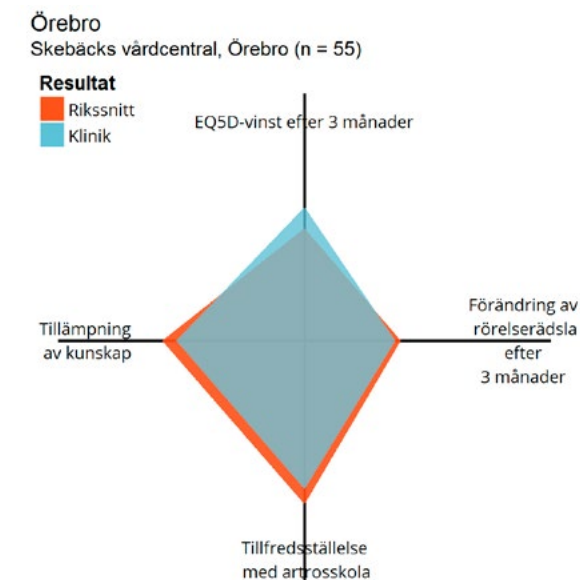 Örebro
Skebäcks vårdcentral, Örebro (n = 55)
Resultat
Rikssnitt
Klinik
EQ5D-vinst efter 3 månader
Tillämpning
av kunskap
Förändring av
rörelserädsla
efter
3 månader
Tillfredsställelse
med artrosskola